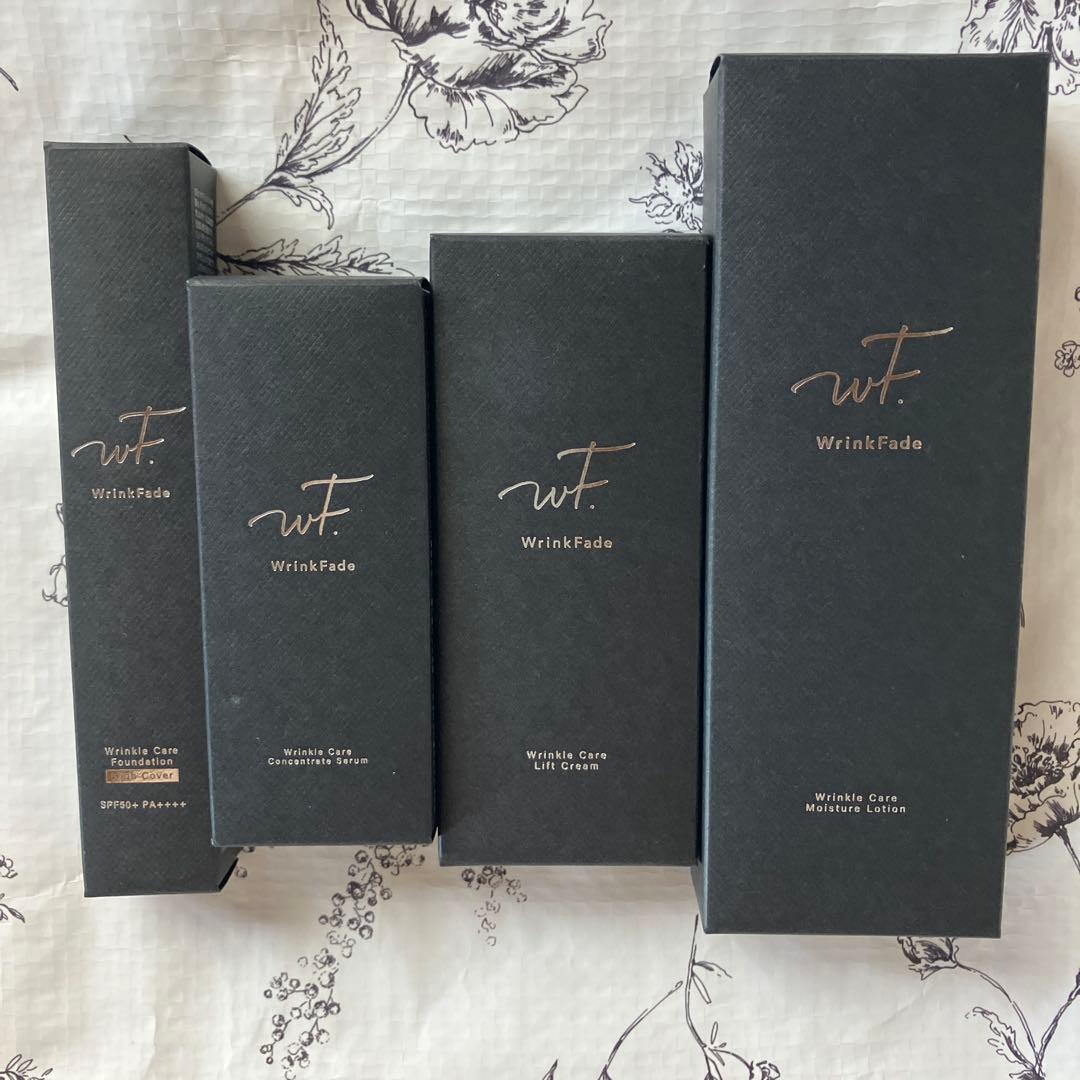 wF.
WrinkFade
Wrinkle Care
Foundation
Cover
SPF50+ PA++++
wF.
WrinkFade
Wrinkle Care
Concentrate Serum
wF.
WrinkFade
Wrinkle Care
Lift Cream
wF.
WrinkFade
Wrinkle Care
Moisture Lotion